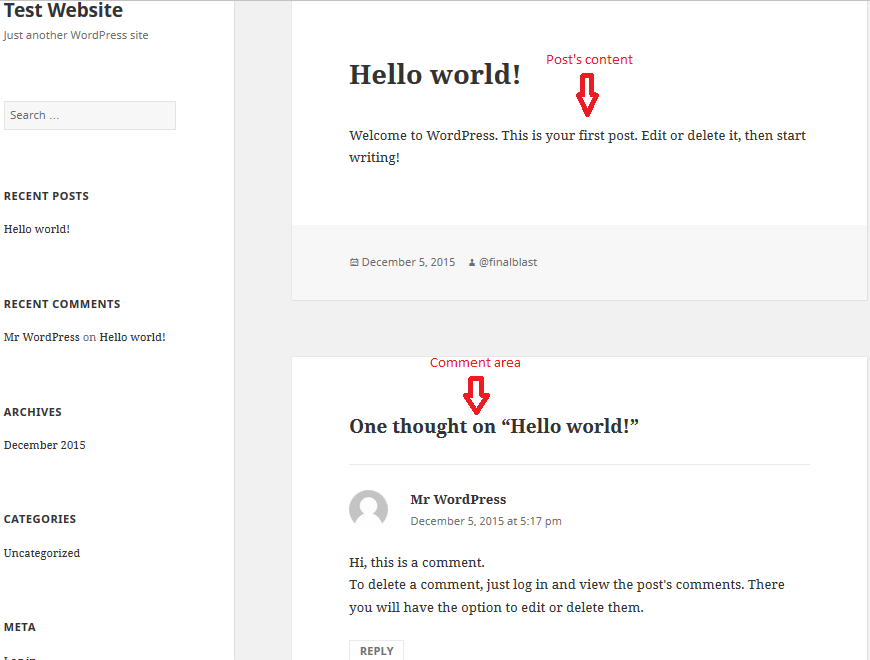 Test Website
Just another WordPress site
Search ...
RECENT POSTS
Hello world!
RECENT COMMENTS
Mr WordPress on Hello world!
ARCHIVES
December 2015
CATEGORIES
Uncategorized
META
Log in
Post's content
Hello world!
Welcome to WordPress. This is your first post. Edit or delete it, then start
writing!
December 5, 2015 @finalblast
Comment area
One thought on “Hello world!”
Mr WordPress
December 5, 2015 at 5:17 pm
Hi, this is a comment.
To delete a comment, just log in and view the post's comments. There
you will have the option to edit or delete them.
REPLY